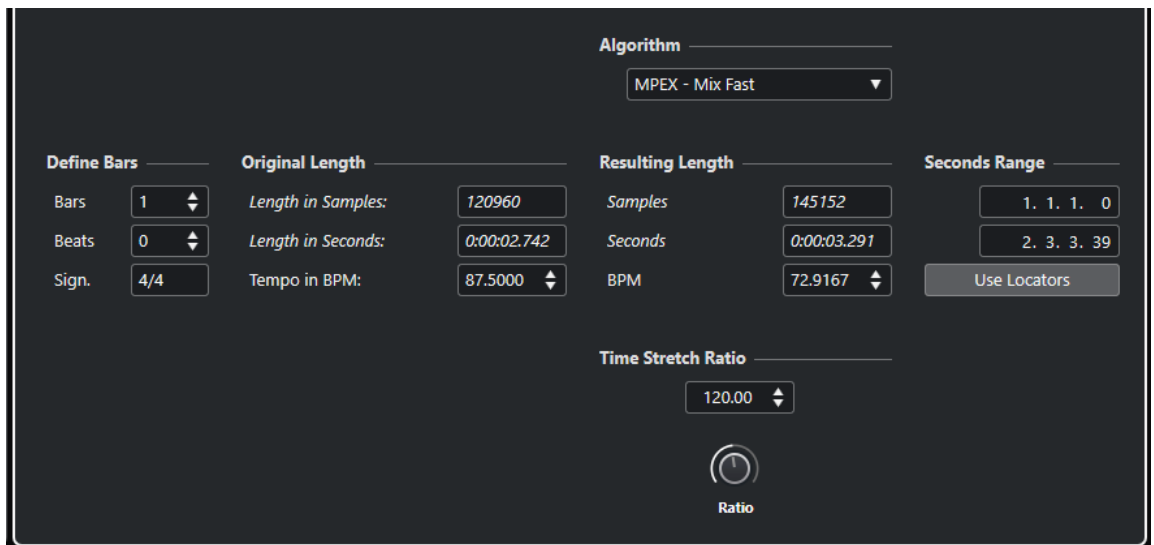 Algorithm
MPEX - Mix Fast
Define Bars
Original Length
Resulting Length
Seconds Range
Bars 1 Length in Samples: 120960 Samples 145152 1. 1. 1. 0
Beats 0 Length in Seconds: 0:00:02.742 Seconds 0:00:03.291 2. 3. 3. 39
Sign. 4/4 Tempo in BPM: 87.5000 BPM 72.9167 Use Locators
Time Stretch Ratio
120.00
Ratio